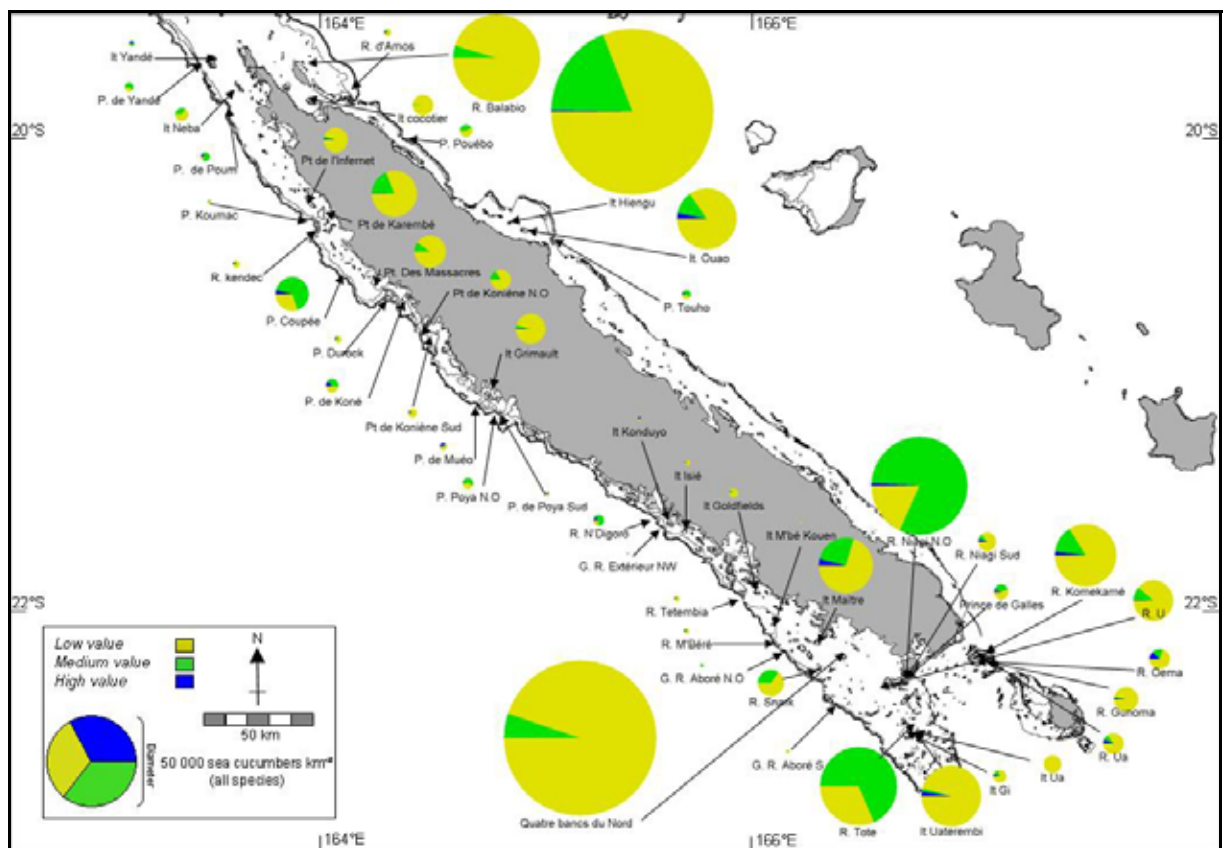 164°E
166°E
R. d'Amos
It Yandé
R. Balabio
P. de Yandé
It cocotier
It Neba
20°S
20°S
P. Pouébo
Pt de l'Infernet
P. de Poum
It Hiengu
P. Koumac
Pt de Karembé
It. Ouao
R. kendec
Pt. Des Massacres
Pt de Koniène N.O
P. Touho
P. Coupée
P. Durock
It Grimault
P. de Koné
Pt de Koniène Sud
It Konduyo
P. de Muéo
It Isié
P. Poya N.O
P. de Poya Sud
It Goldfields
R. N'Digoro
It M'bé Kouen
R. Niagi N.O
R. Niagi Sud
G. R. Extérieur NW
R. Komekamé
It Maitre
Prince de Galles
22°S
22°S
R. Tetembia
R. U
Low value
Medium value
High value
N
R. M'Béré
R. Gema
G. R. Aboré N.O
R. Snark
R. Gunoma
50 km
Diameter
50 000 sea cucumbers km-²
(all species)
G. R. Aboré S.
R. Ua
It Ua
It Gi
Quatre bancs du Nord
R. Tote
It Uaterembi
164°E
166°E